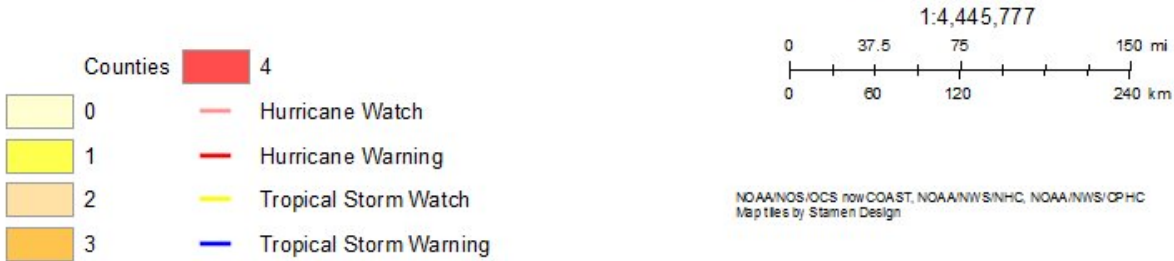 Counties 4
0 Hurricane Watch
1 Hurricane Warning
2 Tropical Storm Watch
3 Tropical Storm Warning
1:4,445,777
0 37.5 75 150 mi
0 60 120 240 km
NOAA/NOS/OCS nowCOAST, NOAA/NWS/NHC, NOAA/NWS/CPHC
Map tiles by Stamen Design